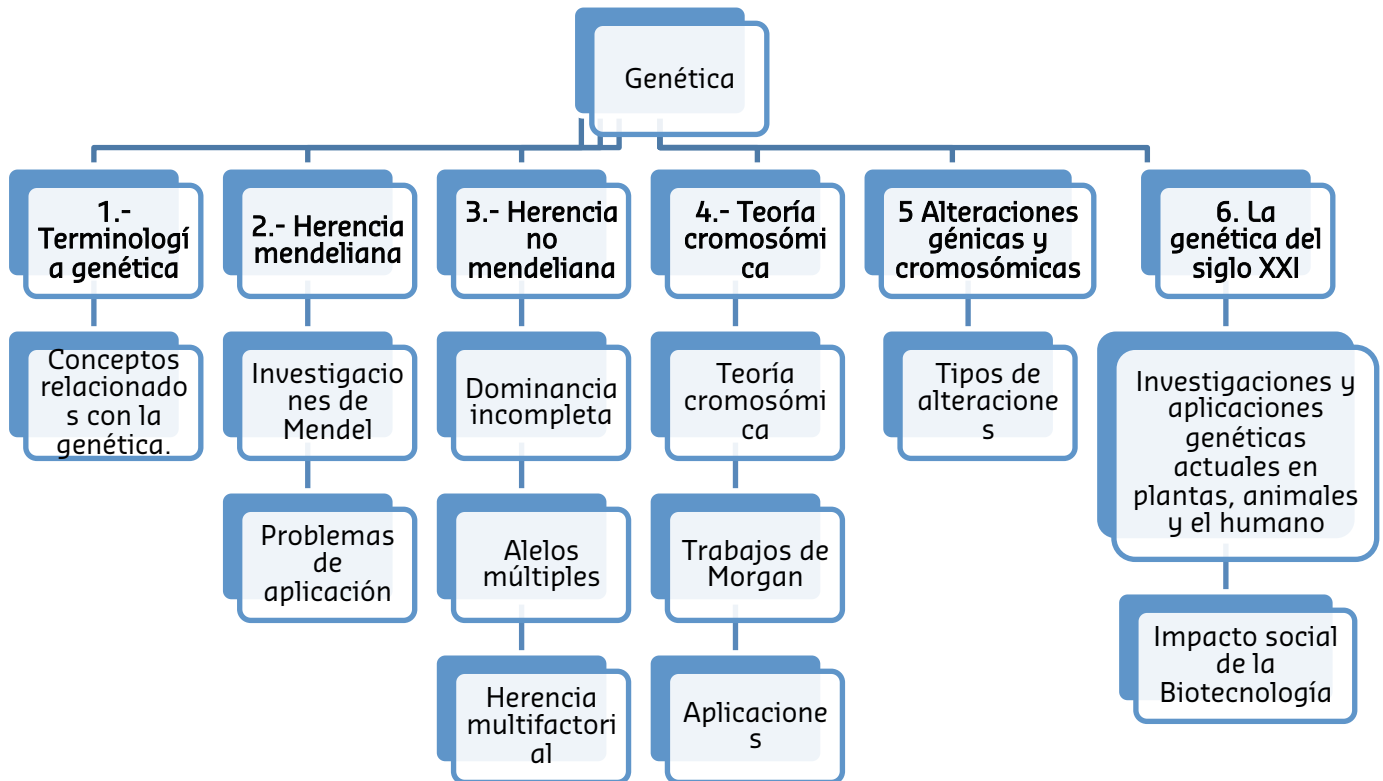 Genética
1.-
Terminologí
a genética
Conceptos
relacionado
s con la
genética.
2.- Herencia
mendeliana
Investigacio
nes de
Mendel
Problemas
de
aplicación
3.- Herencia
no
mendeliana
Dominancia
incompleta
Alelos
múltiples
Herencia
multifactori
al
4.- Teoría
cromosómi
ca
Teoría
cromosómi
ca
Trabajos de
Morgan
Aplicacione
s
5 Alteraciones
génicas y
cromosómicas
Tipos de
alteracione
s
6. La
genética del
siglo XXI
Investigaciones y
aplicaciones
genéticas
actuales en
plantas, animales
y el humano
Impacto social
de la
Biotecnología